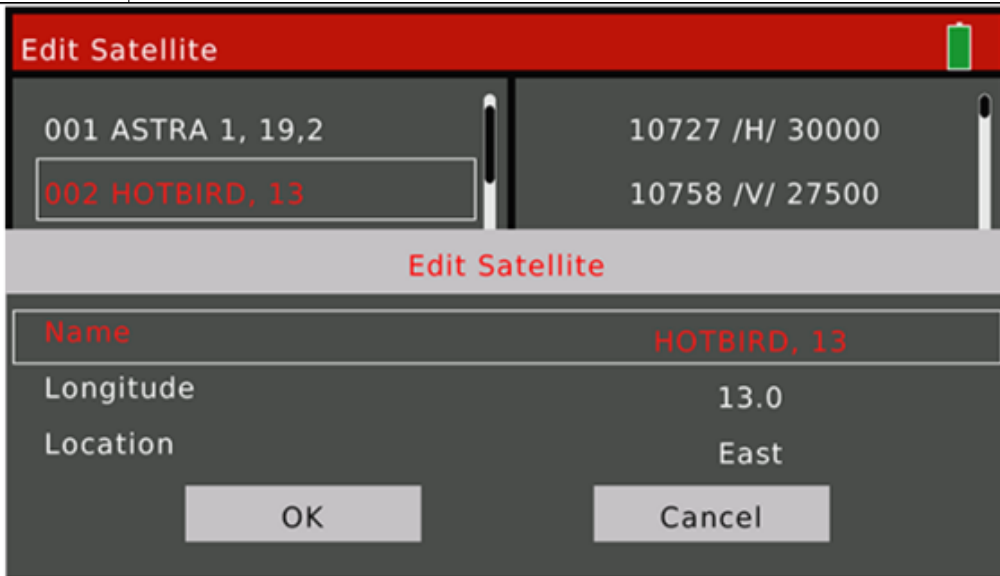 Edit Satellite
001 ASTRA 1, 19,2
10727 /H/ 30000
002 HOTBIRD, 13
10758 /V/ 27500
Edit Satellite
Name HOTBIRD, 13
Longitude 13.0
Location East
OK Cancel